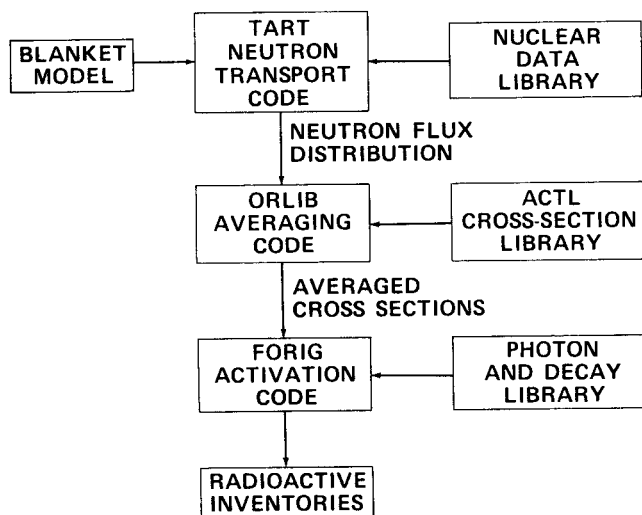 BLANKET
MODEL
TART
NEUTRON
TRANSPORT
CODE
NUCLEAR
DATA
LIBRARY
NEUTRON FLUX
DISTRIBUTION
ORLIB
AVERAGING
CODE
ACTL
CROSS-SECTION
LIBRARY
AVERAGED
CROSS SECTIONS
FORIG
ACTIVATION
CODE
PHOTON
AND DECAY
LIBRARY
RADIOACTIVE
INVENTORIES